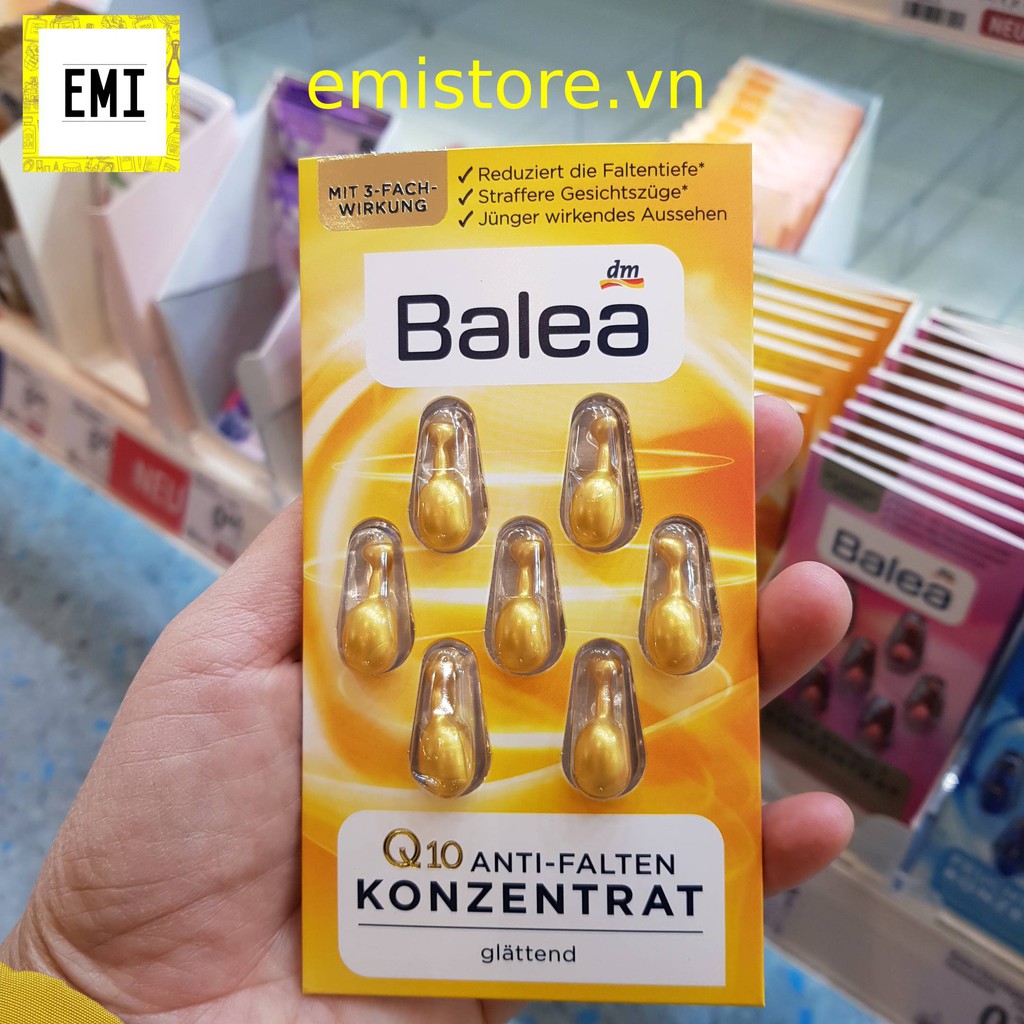 EMI
emistore.vn
NEU
MIT 3-FACH-
WIRKUNG
✓ Reduziert die Faltentiefe*
✓ Straffere Gesichtszüge*
✓ Jünger wirkendes Aussehen
dm
Balea
NEU
Balea
Q10 ANTI-FALTEN
KONZENTRAT
glättend